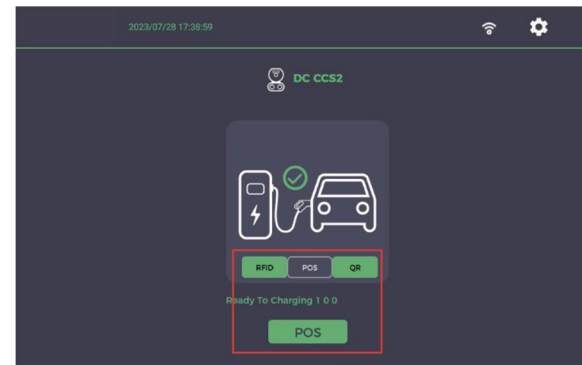 2023/07/28 17:38:59
DC CCS2
RFID POS QR
Ready To Charging 1 0 0
POS